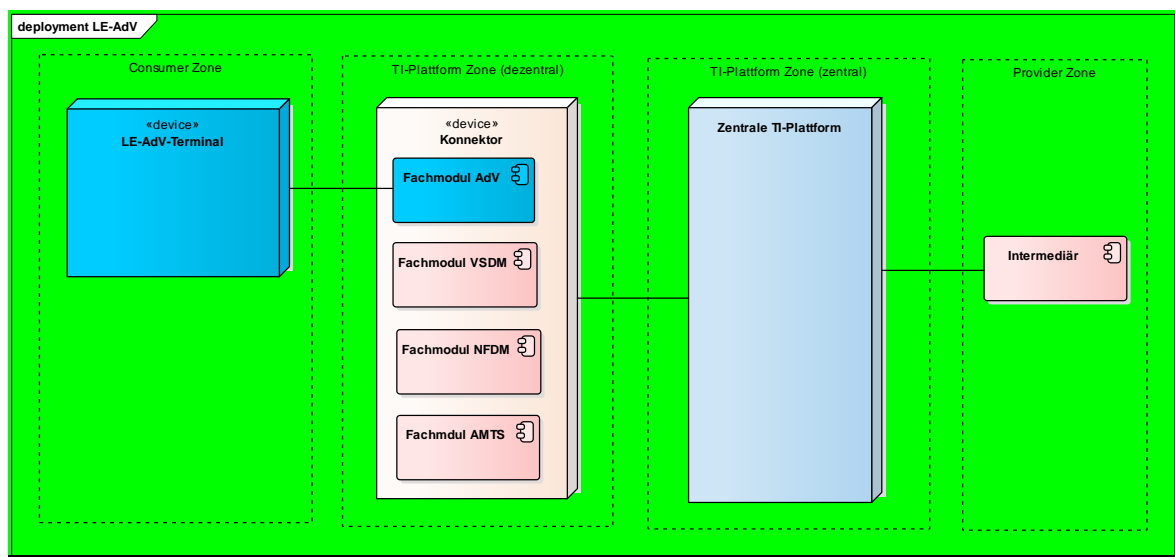 deployment LE-AdV
Consumer Zone
TI-Plattform Zone (dezentral)
TI-Plattform Zone (zentral)
Provider Zone
«device»
LE-AdV-Terminal
«device»
Konnektor
Zentrale TI-Plattform
Fachmodul AdV
Fachmodul VSDM
Intermediär
Fachmodul NFDM
Fachmdul AMTS